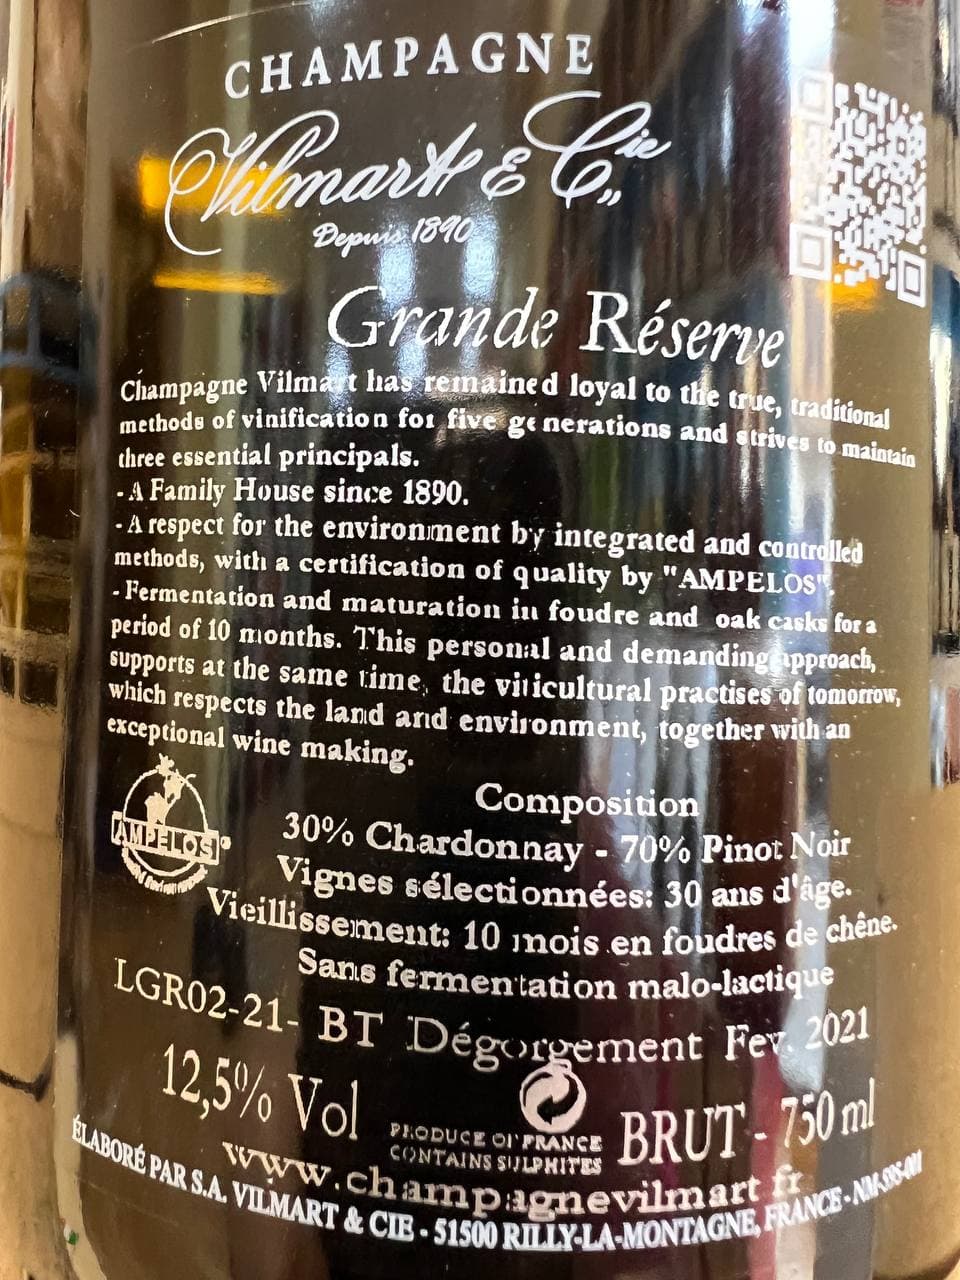 CHAMPAGNE
Vilmart & Cie
Depuis 1890
Grande Réserve
Champagne Vilmart has remained loyal to the true, traditional
methods of vinification for five generations and strives to maintain
three essential principals.
- A Family House since 1890.
- A respect for the environment by integrated and controlled
methods, with a certification of quality by "AMPELOS".
- Fermentation and maturation in foudre and oak casks for a
period of 10 months. This personal and demanding approach,
supports at the same time, the viticultural practises of tomorrow,
which respects the land and environment, together with an
exceptional wine making.
AMPELOS®
Composition
30% Chardonnay - 70% Pinot Noir
Vignes sélectionnées: 30 ans d'âge.
Vieillissement: 10 mois en foudres de chêne.
Sans fermentation malo-lactique
LGR02-21- BT Dégorgement Fev. 2021
12,5% Vol
PRODUCE OF FRANCE
CONTAINS SULPHITES
BRUT - 750 ml
www.champagnevilmart.fr
ÉLABORÉ PAR S.A. VILMART & CIE - 51500 RILLY-LA-MONTAGNE, FRANCE - NM-595-001